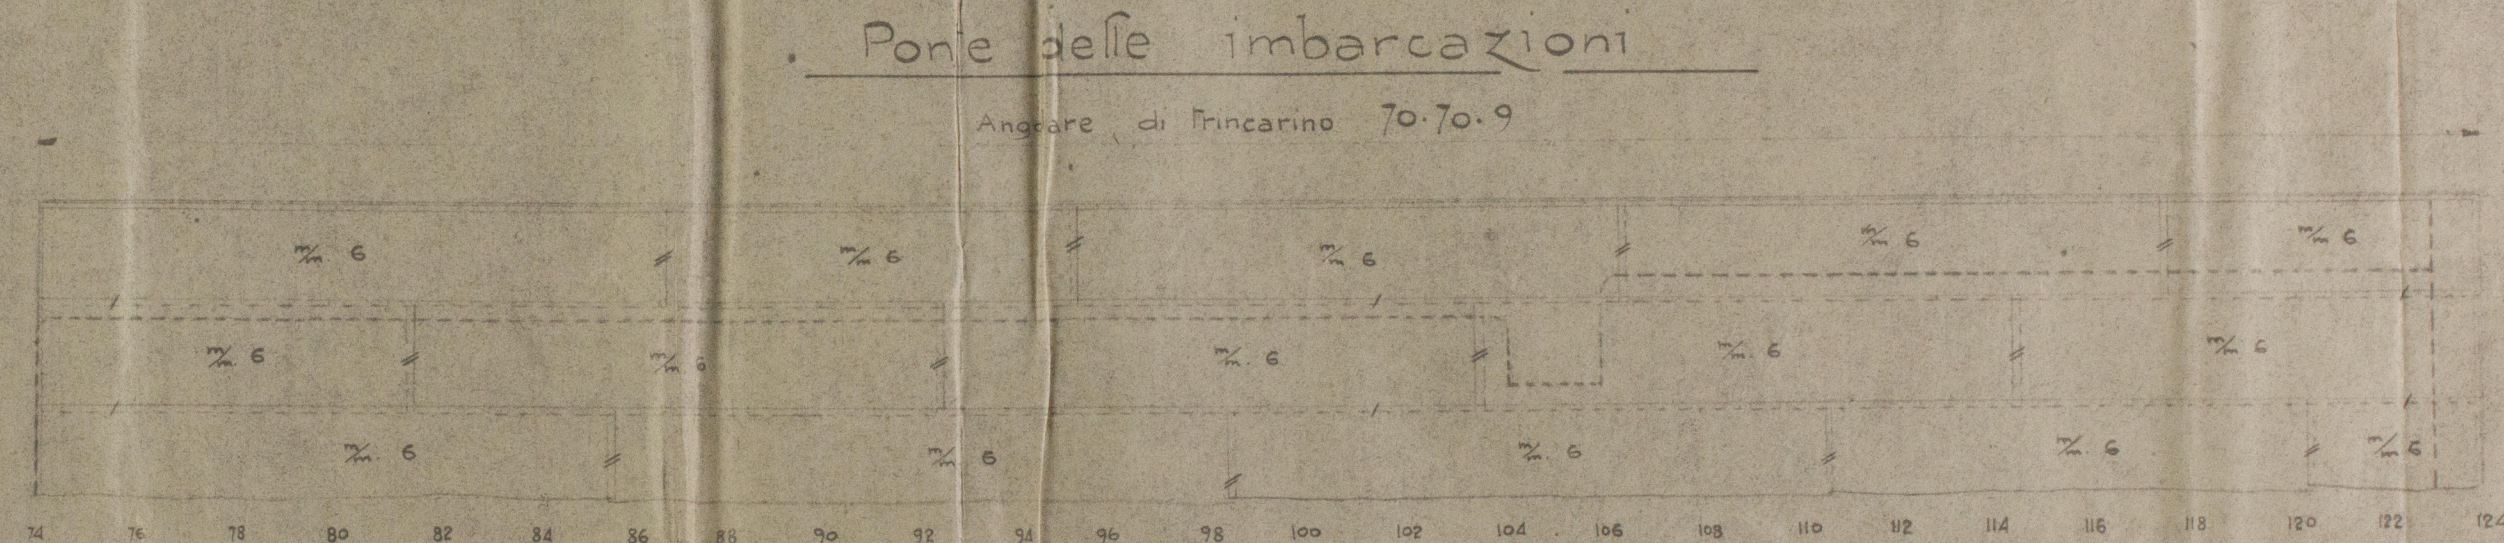 Ponte delle imbarcazioni
Angolare di Trincarino 70.70.9
m/m. 6 m/m. 6 m/m 6 m/m 6 m/m 6
m/m. 6 m/m 6 m/m. 6 m/m. 6 m/m. 6
m/m. 6 m/m 6 m/m. 6 m/m. 6 m/m 6
74 76 78 80 82 84 86 88 90 92 94 96 98 100 102 104 106 108 110 112 114 116 118 120 122 124